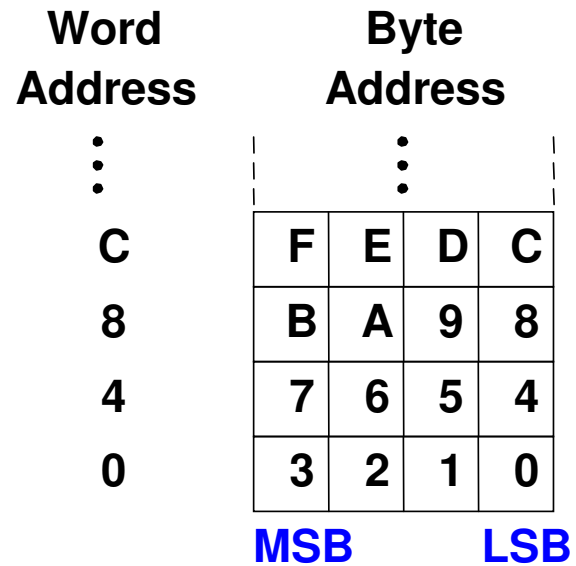 Word Byte
Address Address
C F E D C
8 B A 9 8
4 7 6 5 4
0 3 2 1 0
MSB LSB